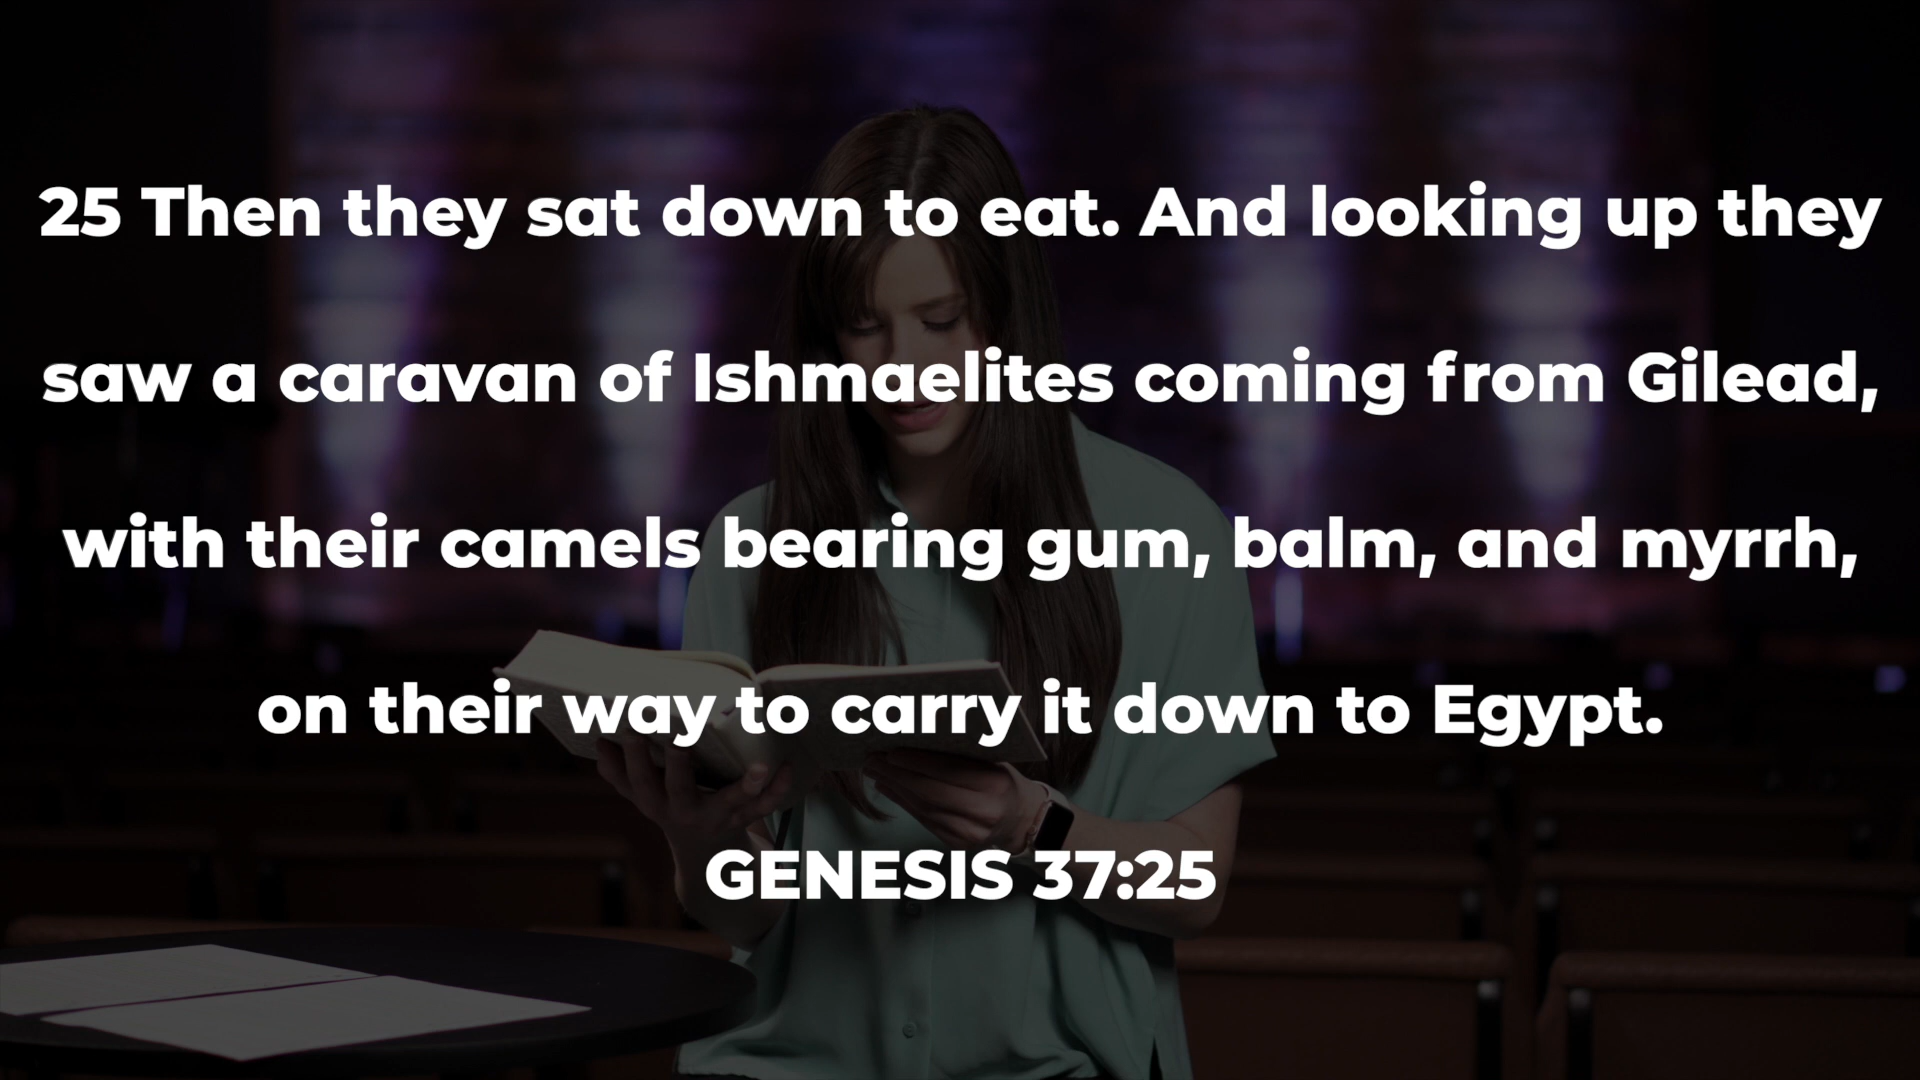 25 Then they sat down to eat. And looking up they
saw a caravan of Ishmaelites coming from Gilead,
with their camels bearing gum, balm, and myrrh,
on their way to carry it down to Egypt.
GENESIS 37:25